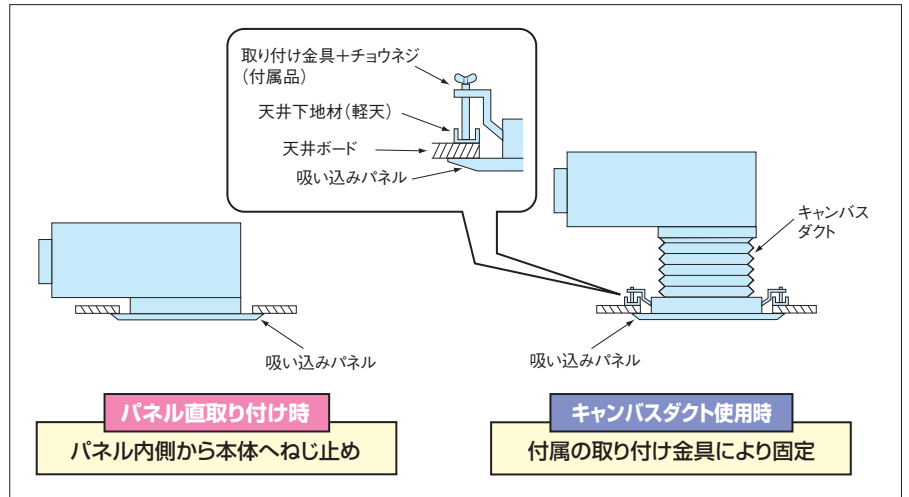 取り付け金具＋チョウネジ
（付属品）
天井下地材（軽天）
天井ボード
吸い込みパネル
キャンバス
ダクト
吸い込みパネル
吸い込みパネル
パネル直取り付け時
パネル内側から本体へねじ止め
キャンバスダクト使用時
付属の取り付け金具により固定